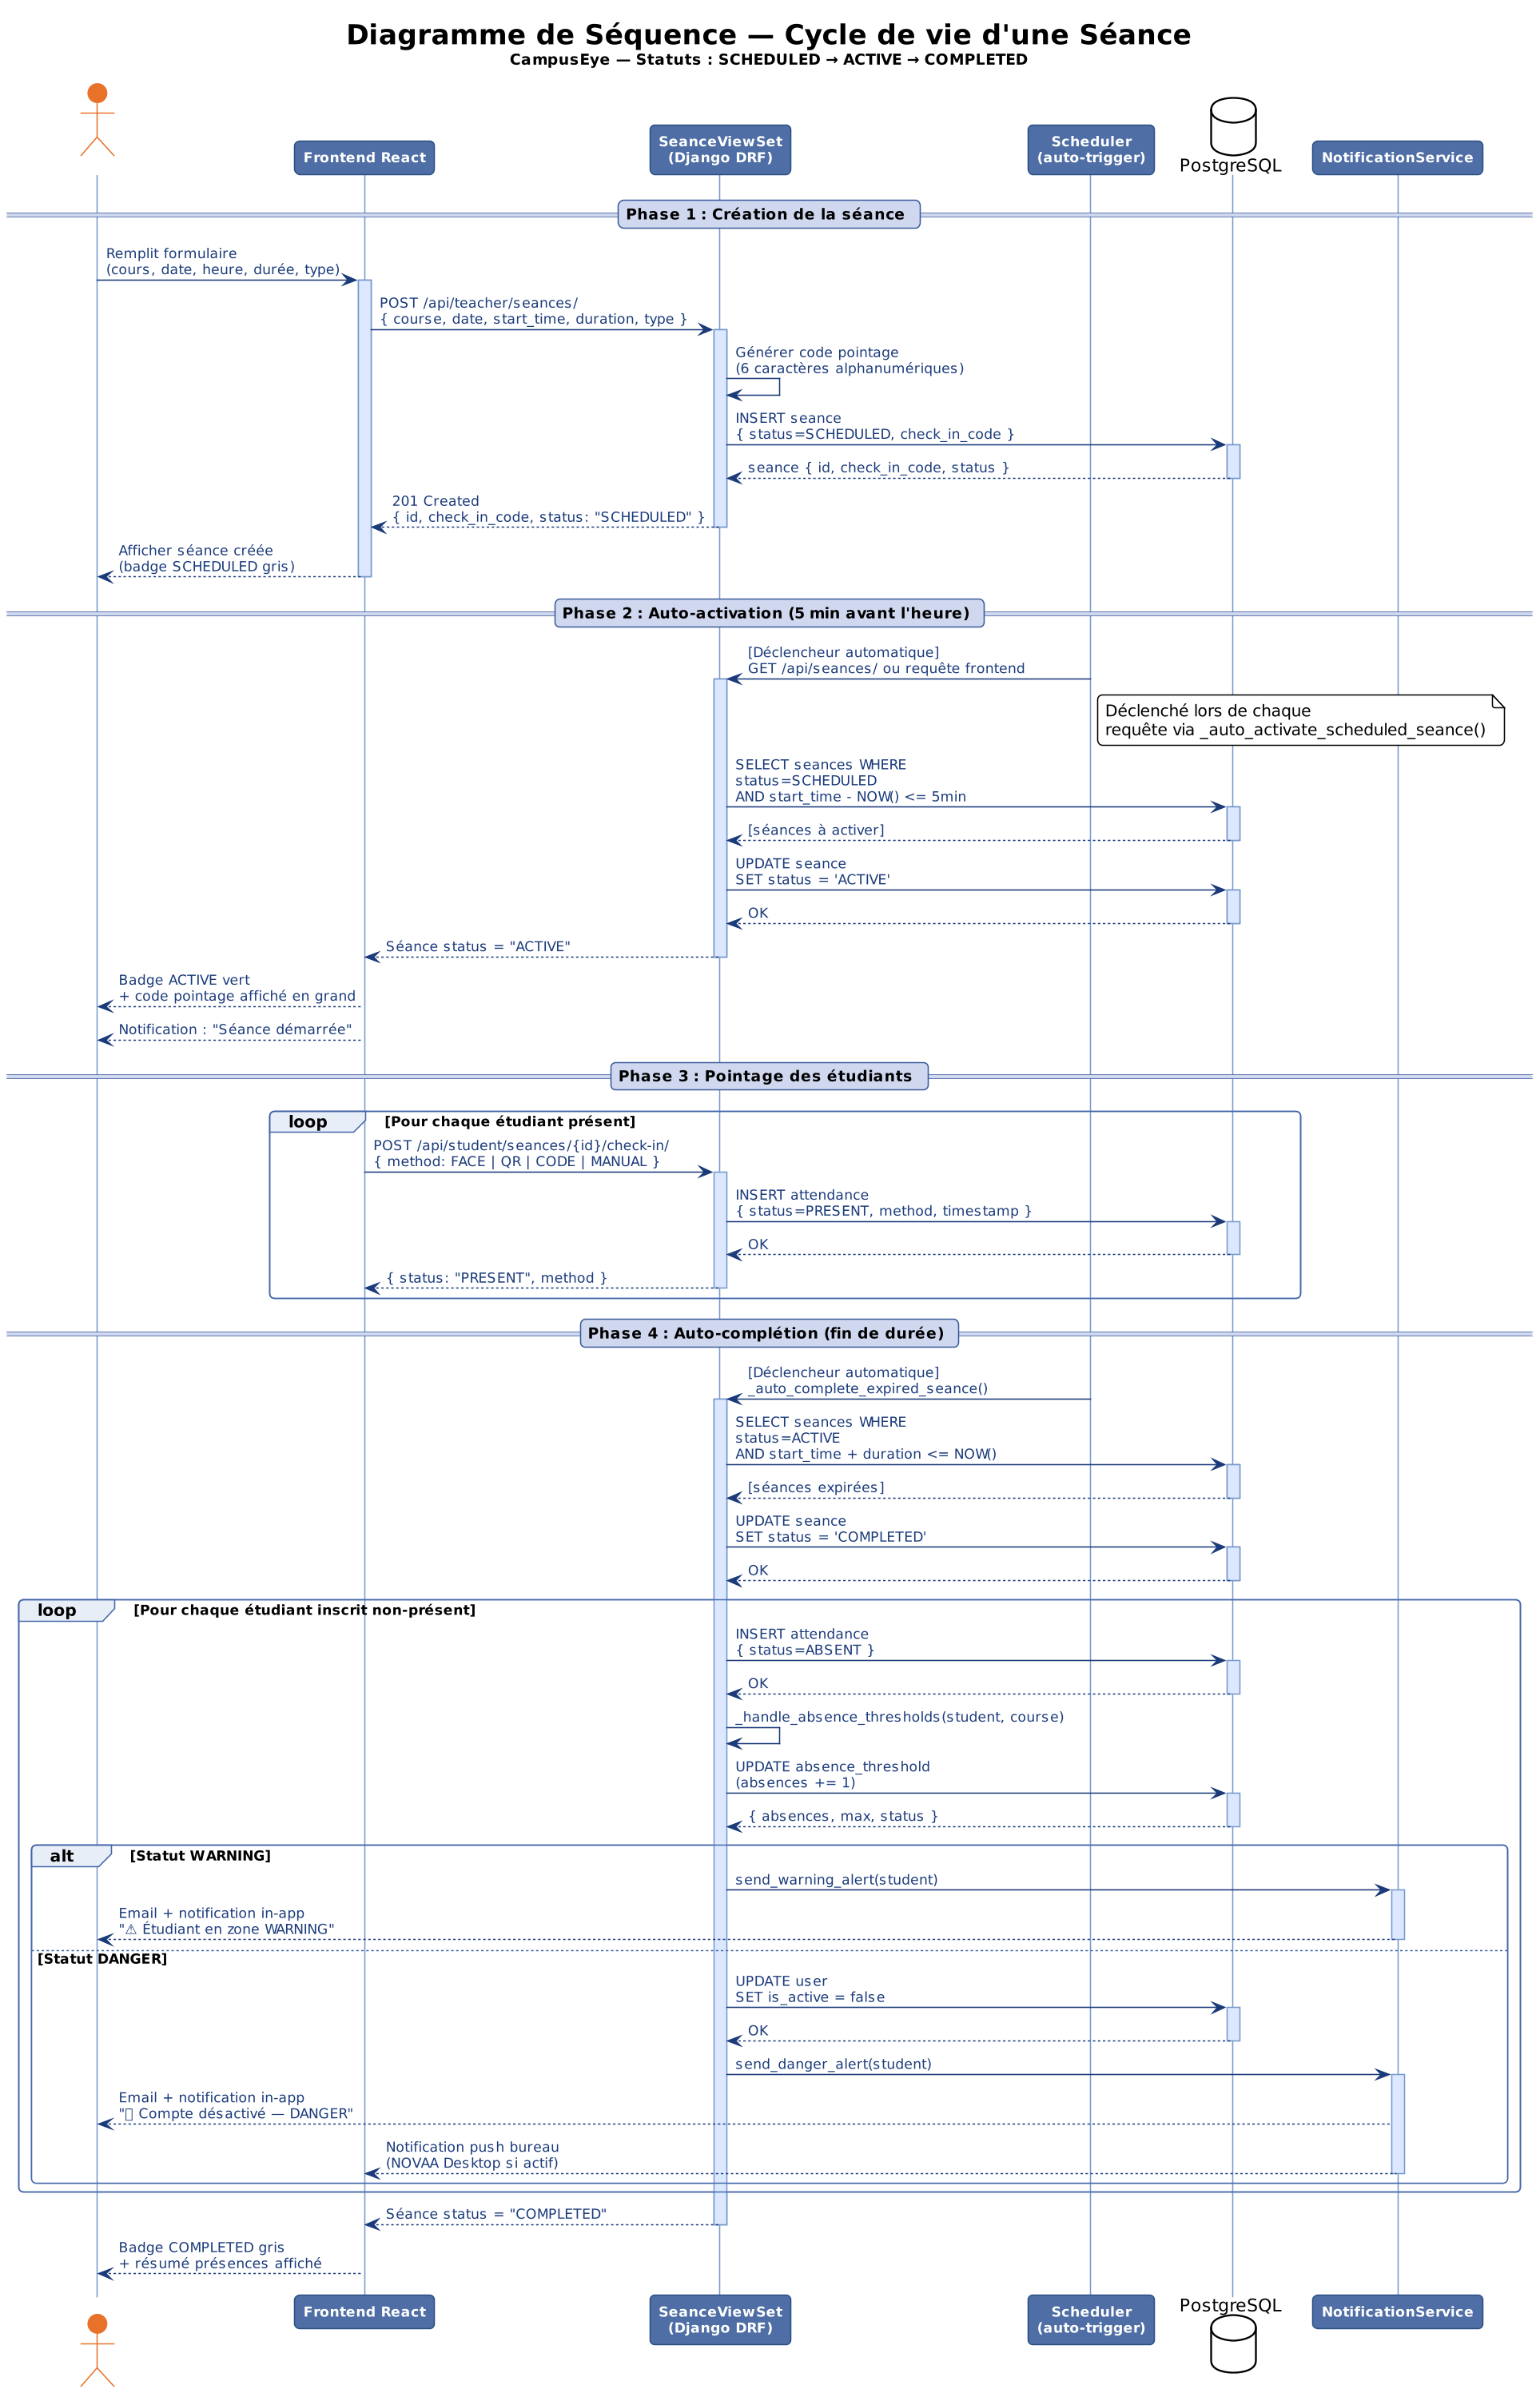 Diagramme de Séquence — Cycle de vie d'une Séance
CampusEye — Statuts : SCHEDULED → ACTIVE → COMPLETED
Frontend React
SeanceViewSet
(Django DRF)
Scheduler
(auto-trigger)
PostgreSQL
NotificationService
Phase 1 : Création de la séance
Remplit formulaire
(cours, date, heure, durée, type)
POST /api/teacher/seances/
{ course, date, start_time, duration, type }
Générer code pointage
(6 caractères alphanumériques)
INSERT seance
{ status=SCHEDULED, check_in_code }
seance { id, check_in_code, status }
201 Created
{ id, check_in_code, status: "SCHEDULED" }
Afficher séance créée
(badge SCHEDULED gris)
Phase 2 : Auto-activation (5 min avant l'heure)
[Déclencheur automatique]
GET /api/seances/ ou requête frontend
Déclenché lors de chaque
requête via _auto_activate_scheduled_seance()
SELECT seances WHERE
status=SCHEDULED
AND start_time - NOW() <= 5min
[séances à activer]
UPDATE seance
SET status = 'ACTIVE'
OK
Séance status = "ACTIVE"
Badge ACTIVE vert
+ code pointage affiché en grand
Notification : "Séance démarrée"
Phase 3 : Pointage des étudiants
loop [Pour chaque étudiant présent]
POST /api/student/seances/{id}/check-in/
{ method: FACE | QR | CODE | MANUAL }
INSERT attendance
{ status=PRESENT, method, timestamp }
OK
{ status: "PRESENT", method }
Phase 4 : Auto-complétion (fin de durée)
[Déclencheur automatique]
_auto_complete_expired_seance()
SELECT seances WHERE
status=ACTIVE
AND start_time + duration <= NOW()
[séances expirées]
UPDATE seance
SET status = 'COMPLETED'
OK
loop [Pour chaque étudiant inscrit non-présent]
INSERT attendance
{ status=ABSENT }
OK
_handle_absence_thresholds(student, course)
UPDATE absence_threshold
(absences += 1)
{ absences, max, status }
alt [Statut WARNING]
send_warning_alert(student)
Email + notification in-app
"⚠ Étudiant en zone WARNING"
[Statut DANGER]
UPDATE user
SET is_active = false
OK
send_danger_alert(student)
Email + notification in-app
"▯ Compte désactivé — DANGER"
Notification push bureau
(NOVAA Desktop si actif)
Séance status = "COMPLETED"
Badge COMPLETED gris
+ résumé présences affiché
Frontend React
SeanceViewSet
(Django DRF)
Scheduler
(auto-trigger)
PostgreSQL
NotificationService